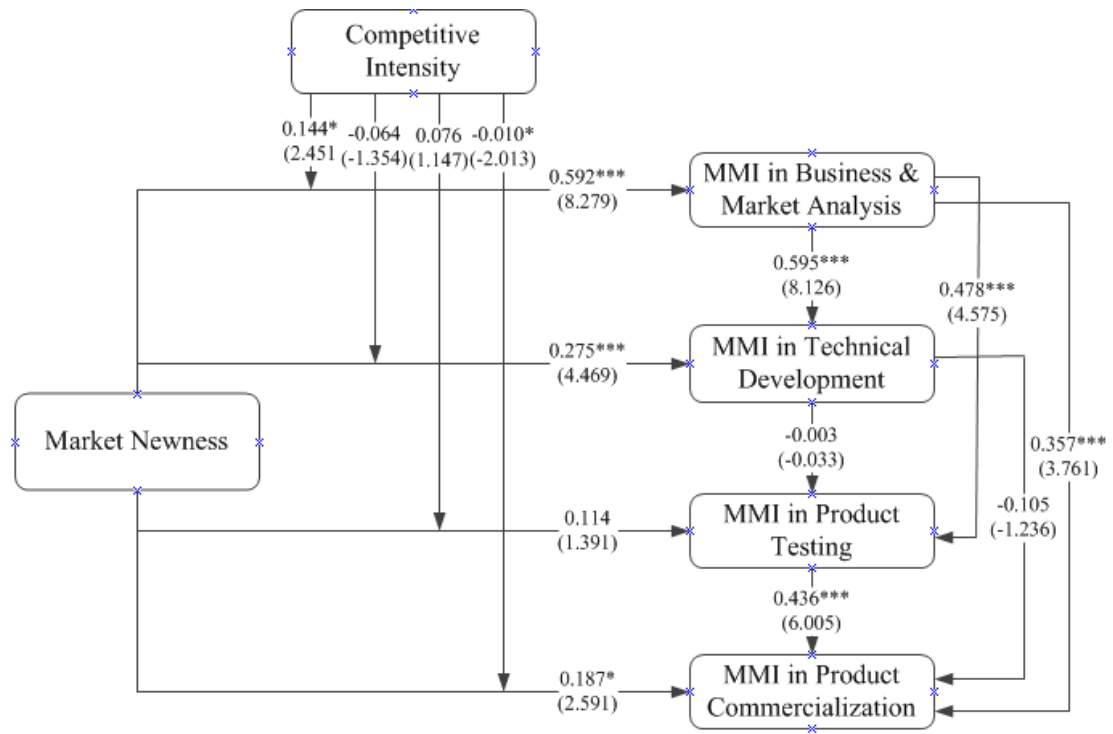 Competitive
Intensity
0.144* -0.064 0.076 -0.010*
(2.451 (-1.354) (1.147) (-2.013)
MMI in Business &
Market Analysis
0.592***
(8.279)
0.595***
(8.126)
0.478***
(4.575)
MMI in Technical
Development
0.275***
(4.469)
Market Newness
-0.003
(-0.033)
0.357***
(3.761)
MMI in Product
Testing
0.114
(1.391)
-0.105
(-1.236)
0.436***
(6.005)
MMI in Product
Commercialization
0.187*
(2.591)